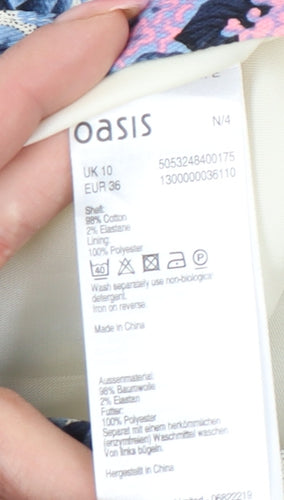 oasis N/4
UK 10 5053248400175
EUR 36 1300000036110
Shell:
98% Cotton
2% Elastane
Lining:
100% Polyester
40 P
Wash separately use non-biological
detergent.
Iron on reverse
Made in China
Aussenmaterial:
98% Baumwolle
2% Elastan
Futter:
100% Polyester
Separat mit einem herkömmlichen
(enzymfreien) Waschmittel waschen.
Von links bügeln.
Hergestellt in China
06822219